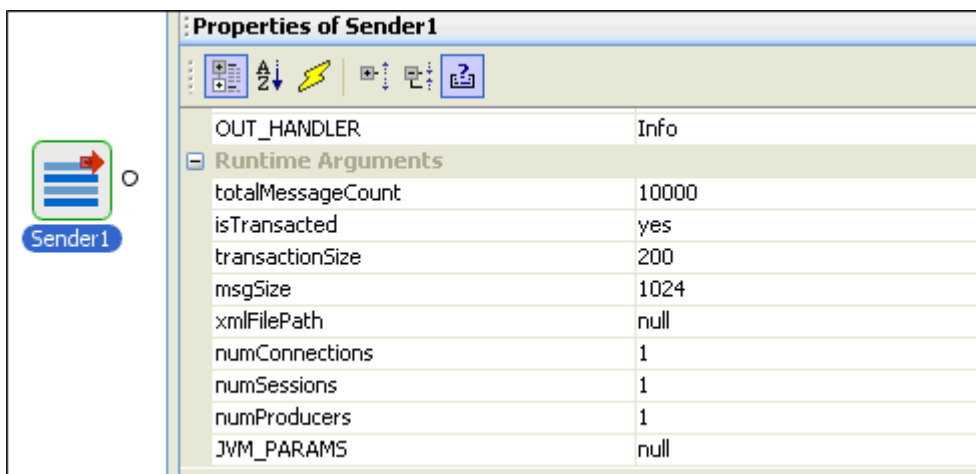 Properties of Sender1
OUT_HANDLER Info
Runtime Arguments
totalMessageCount 10000
isTransacted yes
transactionSize 200
msgSize 1024
xmlFilePath null
numConnections 1
numSessions 1
numProducers 1
JVM_PARAMS null
Sender1